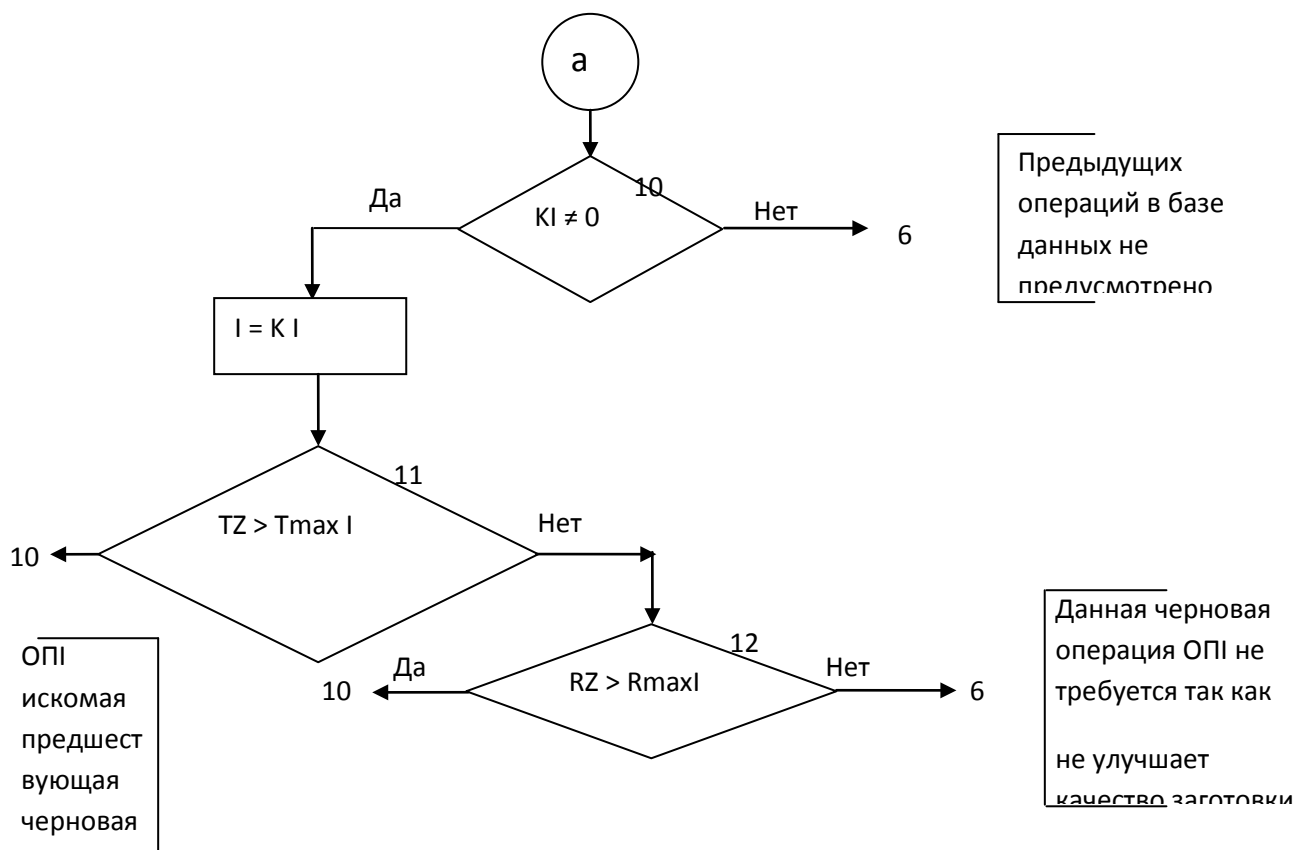 а
10
Да
KI ≠ 0
Нет
6
Предыдущих
операций в базе
данных не
предусмотрено
I = K I
11
TZ > Tmax I
Нет
10
12
Да
RZ > RmaxI
Нет
10
6
ОПI
искомая
предшест
вующая
черновая
Данная черновая
операция ОПI не
требуется так как
не улучшает
качество заготовки